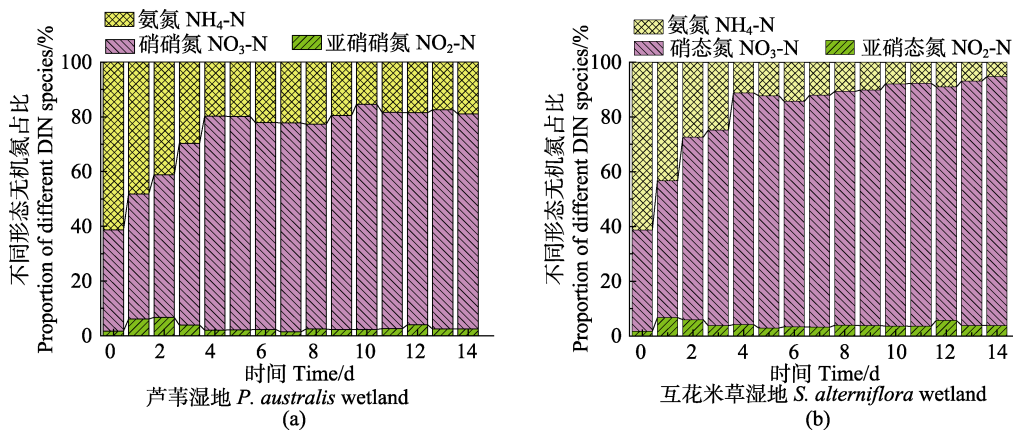 氨氮 NH₄-N
硝硝氮 NO₃-N 亚硝硝氮 NO₂-N
不同形态无机氮占比
Proportion of different DIN species/%
100
80
60
40
20
0
0 2 4 6 8 10 12 14
时间 Time/d
芦苇湿地 P. australis wetland
(a)
氨氮 NH₄-N
硝态氮 NO₃-N 亚硝态氮 NO₂-N
不同形态无机氮占比
Proportion of different DIN species/%
100
80
60
40
20
0
0 2 4 6 8 10 12 14
时间 Time/d
互花米草湿地 S. alterniflora wetland
(b)